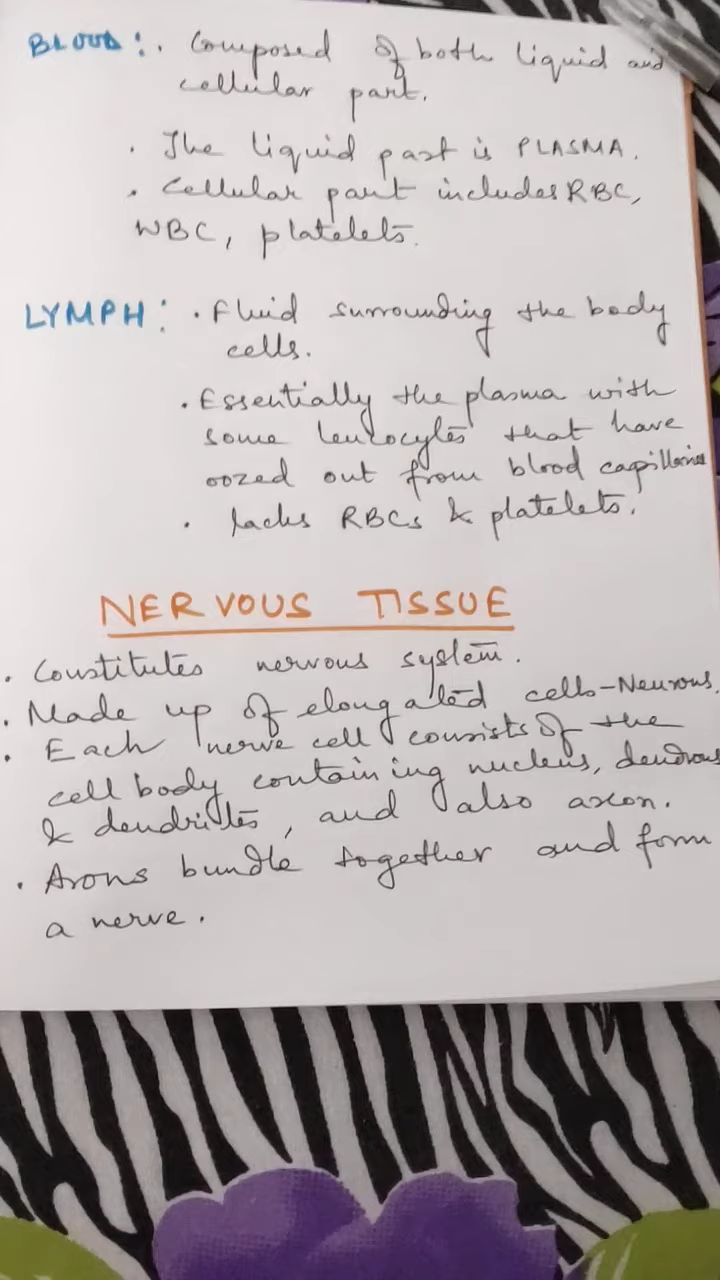 BLOOD : . Composed of both liquid and
cellular part.
. The liquid part is PLASMA.
. Cellular part includes RBC,
WBC, platelets.
LYMPH : . Fluid surrounding the body
cells.
. Essentially the plasma with
some leucocytes that have
oozed out from blood capillaries
. lacks RBCs & platelets.
NERVOUS TISSUE
. Constitutes nervous system.
. Made up of elongated cells-Neurons.
. Each nerve cell consists of the
cell body containing nucleus, dendrons
& dendrites, and also axon.
. Axons bundle together and form
a nerve.